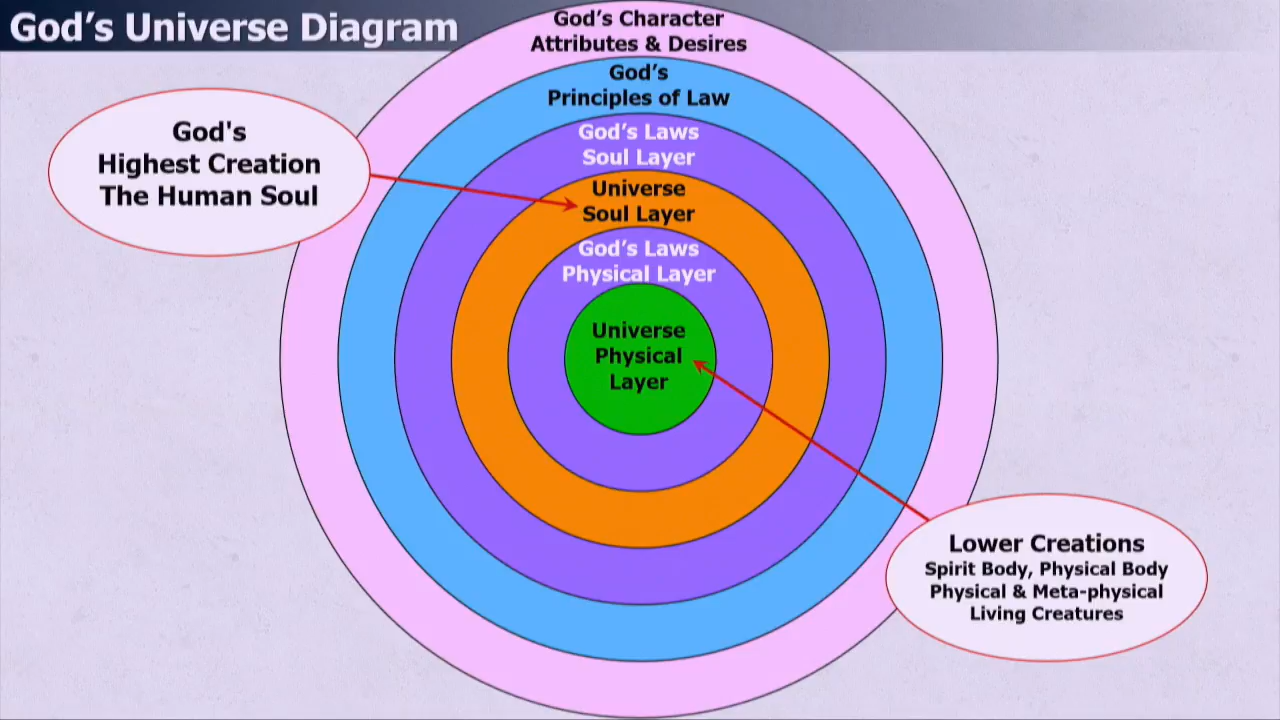 God’s Universe Diagram
God’s Character
Attributes & Desires
God’s
Principles of Law
God's
Highest Creation
The Human Soul
God’s Laws
Soul Layer
Universe
Soul Layer
God’s Laws
Physical Layer
Universe
Physical
Layer
Lower Creations
Spirit Body, Physical Body
Physical & Meta-physical
Living Creatures